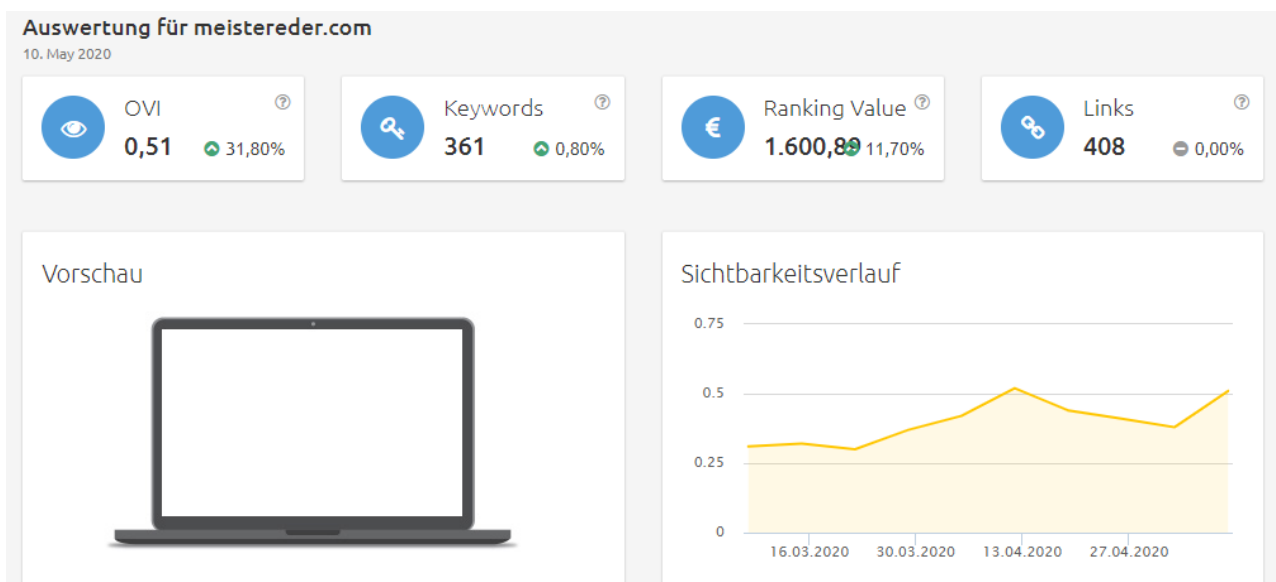 Auswertung für meistereder.com
10. May 2020
OVI
0,51 31,80%
Keywords
361 0,80%
Ranking Value
1.600,89 11,70%
Links
408 0,00%
Vorschau
Sichtbarkeitsverlauf
0.75
0.5
0.25
0
16.03.2020 30.03.2020 13.04.2020 27.04.2020